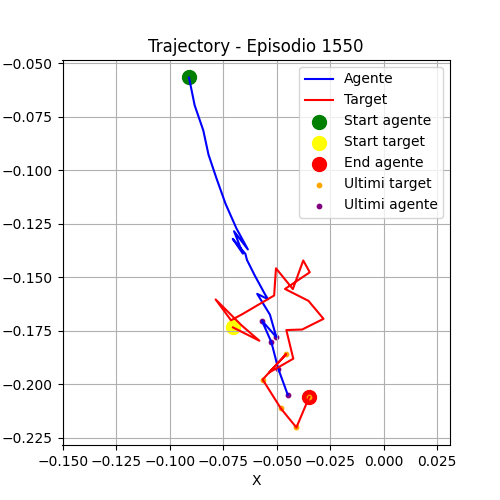 Trajectory - Episodio 1550
Agente
Target
Start agente
Start target
End agente
Ultimi target
Ultimi agente
−0.050
−0.075
−0.100
−0.125
−0.150
−0.175
−0.200
−0.225
−0.150 −0.125 −0.100 −0.075 −0.050 −0.025 0.000 0.025
X